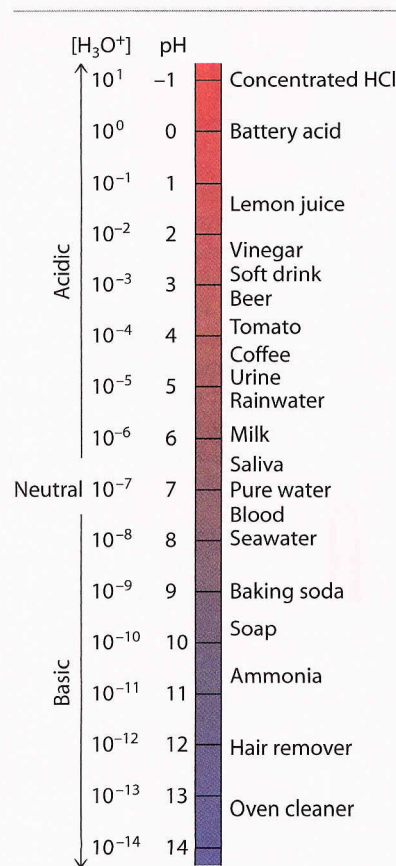 [H₃O⁺] pH
10¹ –1 Concentrated HCl
10⁰ 0 Battery acid
10⁻¹ 1
Lemon juice
10⁻² 2
Vinegar
Soft drink
10⁻³ 3
Beer
Tomato
10⁻⁴ 4
Coffee
Urine
10⁻⁵ 5
Rainwater
10⁻⁶ 6 Milk
Saliva
Neutral 10⁻⁷ 7 Pure water
Blood
10⁻⁸ 8 Seawater
10⁻⁹ 9 Baking soda
Soap
10⁻¹⁰ 10
Ammonia
10⁻¹¹ 11
10⁻¹² 12 Hair remover
10⁻¹³ 13
Oven cleaner
10⁻¹⁴ 14
Acidic
Basic